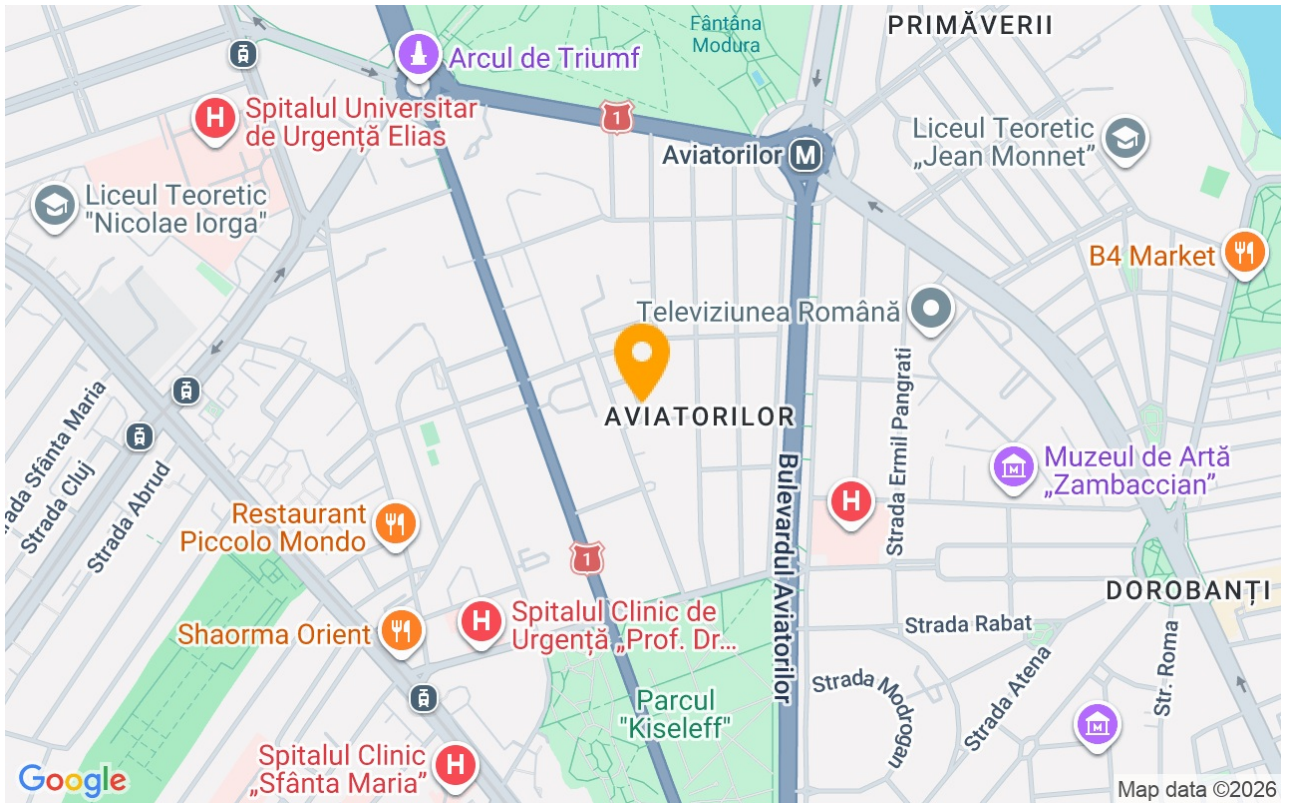 Fântâna
Modura
PRIMĂVERII
Arcul de Triumf
Spitalul Universitar
de Urgență Elias
1
Aviatorilor
M
Liceul Teoretic
„Jean Monnet”
H
Liceul Teoretic
"Nicolae Iorga"
B4 Market
Televiziunea Română
AVIATORILOR
Strada Ermil Pangrati
Bulevardul Aviatorilor
Muzeul de Artă
„Zambaccian”
H
rada Sfânta Maria
Strada Cluj
Strada Abrud
Restaurant
Piccolo Mondo
1
DOROBANȚI
Shaorma Orient
H
Spitalul Clinic de
Urgență „Prof. Dr...
Strada Rabat
Strada Atena
Str. Roma
Strada Modrogan
Parcul
"Kiseleff"
Spitalul Clinic
„Sfânta Maria”
H
Google
Map data ©2026